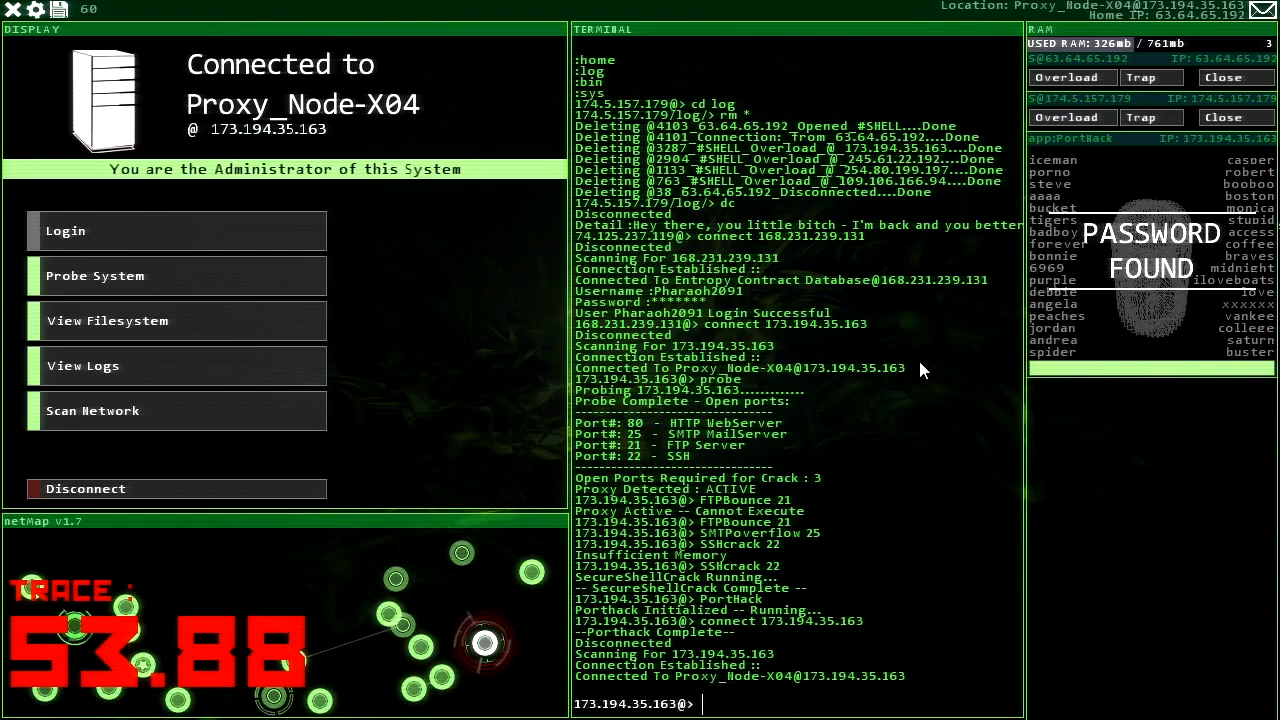 60
Location: Proxy_Node-X04@173.194.35.163
Home IP: 63.64.65.192
DISPLAY
Connected to
Proxy_Node-X04
@ 173.194.35.163
You are the Administrator of this System
Login
Probe System
View Filesystem
View Logs
Scan Network
Disconnect
netMap v1.7
TRACE :
53.88
TERMINAL
:home
:log
:bin
:sys
174.5.157.179@> cd log
174.5.157.179/log/> rm *
Deleting @4103_63.64.65.192_Opened_#SHELL....Done
Deleting @4101_Connection:_from_63.64.65.192...Done
Deleting @3287_#SHELL_Overload_@_173.194.35.163....Done
Deleting @2904_#SHELL_Overload_@_245.61.22.192....Done
Deleting @1133_#SHELL_Overload_@_254.80.199.197....Done
Deleting @763_#SHELL_Overload_@_109.106.166.94....Done
Deleting @38_63.64.65.192_Disconnected....Done
174.5.157.179/log/> dc
Disconnected
Detail :Hey there, you little bitch - I'm back and you better
74.125.237.119@> connect 168.231.239.131
Disconnected
Scanning For 168.231.239.131
Connection Established ::
Connected To Entropy Contract Database@168.231.239.131
Username :Pharaoh2091
Password :*******
User Pharaoh2091 Login Successful
168.231.239.131@> connect 173.194.35.163
Disconnected
Scanning For 173.194.35.163
Connection Established ::
Connected To Proxy_Node-X04@173.194.35.163
173.194.35.163@> probe
Probing 173.194.35.163.............
Probe Complete - Open ports:
---------------------------------
Port#: 80 - HTTP WebServer
Port#: 25 - SMTP MailServer
Port#: 21 - FTP Server
Port#: 22 - SSH
---------------------------------
Open Ports Required for Crack : 3
Proxy Detected : ACTIVE
173.194.35.163@> FTPBounce 21
Proxy Active -- Cannot Execute
173.194.35.163@> FTPBounce 21
173.194.35.163@> SMTPoverflow 25
173.194.35.163@> SSHcrack 22
Insufficient Memory
173.194.35.163@> SSHcrack 22
SecureShellCrack Running...
-- SecureShellCrack Complete --
173.194.35.163@> PortHack
Porthack Initialized -- Running...
173.194.35.163@> connect 173.194.35.163
--Porthack Complete--
Disconnected
Scanning For 173.194.35.163
Connection Established ::
Connected To Proxy_Node-X04@173.194.35.163
173.194.35.163@>
RAM
USED RAM: 326mb / 761mb 3
S@63.64.65.192 IP: 63.64.65.192
Overload Trap Close
S@174.5.157.179 IP: 174.5.157.179
Overload Trap Close
app:PortHack IP: 173.194.35.163
iceman casper
porno robert
steve booboo
aaaa boston
bucket monica
tigers stupid
badboy access
forever coffee
bonnie braves
6969 midnight
purple iloveboats
debbie love
angela xxxxxx
peaches yankee
jordan college
andrea saturn
spider buster
PASSWORD
FOUND